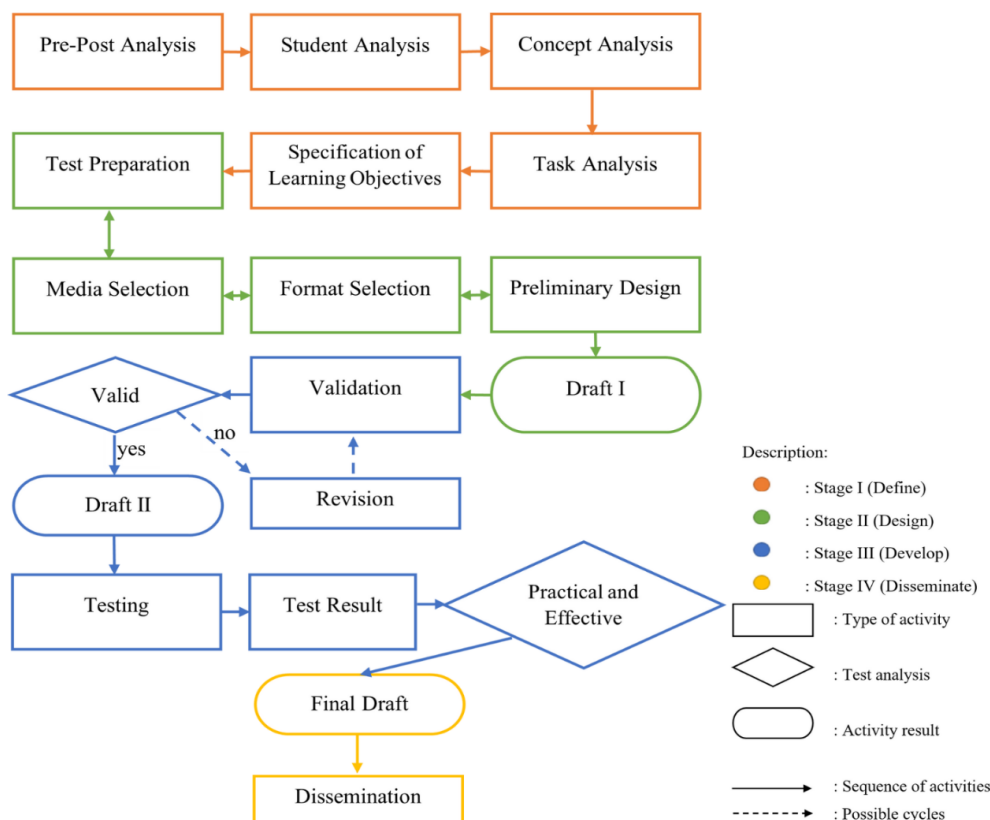 Pre-Post Analysis
Student Analysis
Concept Analysis
Test Preparation
Specification of
Learning Objectives
Task Analysis
Media Selection
Format Selection
Preliminary Design
Valid
Validation
Draft I
no
yes
Draft II
Revision
Testing
Test Result
Practical and
Effective
Final Draft
Dissemination
Description:
: Stage I (Define)
: Stage II (Design)
: Stage III (Develop)
: Stage IV (Disseminate)
: Type of activity
: Test analysis
: Activity result
: Sequence of activities
: Possible cycles